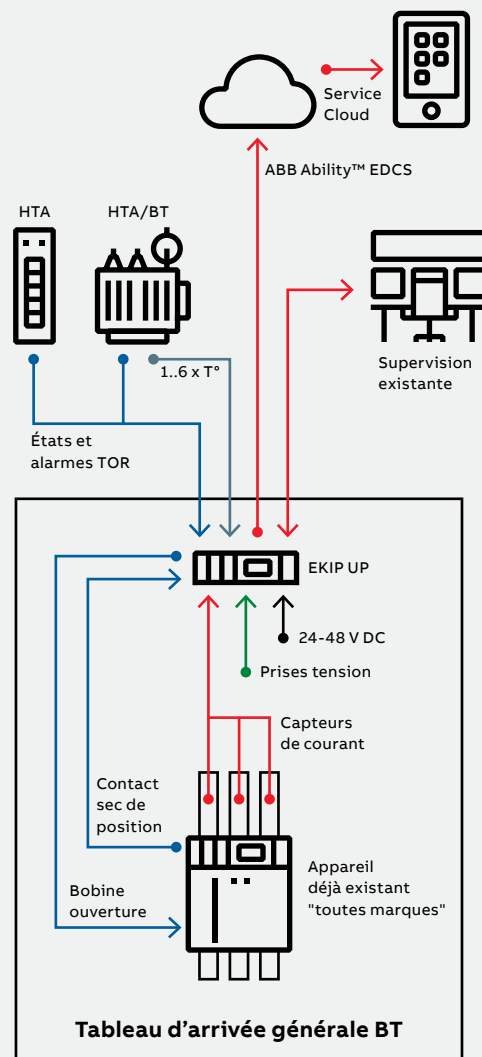 Service
Cloud
ABB Ability™ EDCS
HTA
HTA/BT
1..6 x T°
Supervision
existante
États et
alarmes TOR
EKIP UP
24-48 V DC
Prises tension
Capteurs
de courant
Contact
sec de
position
Bobine
ouverture
Appareil
déjà existant
"toutes marques"
Tableau d’arrivée générale BT